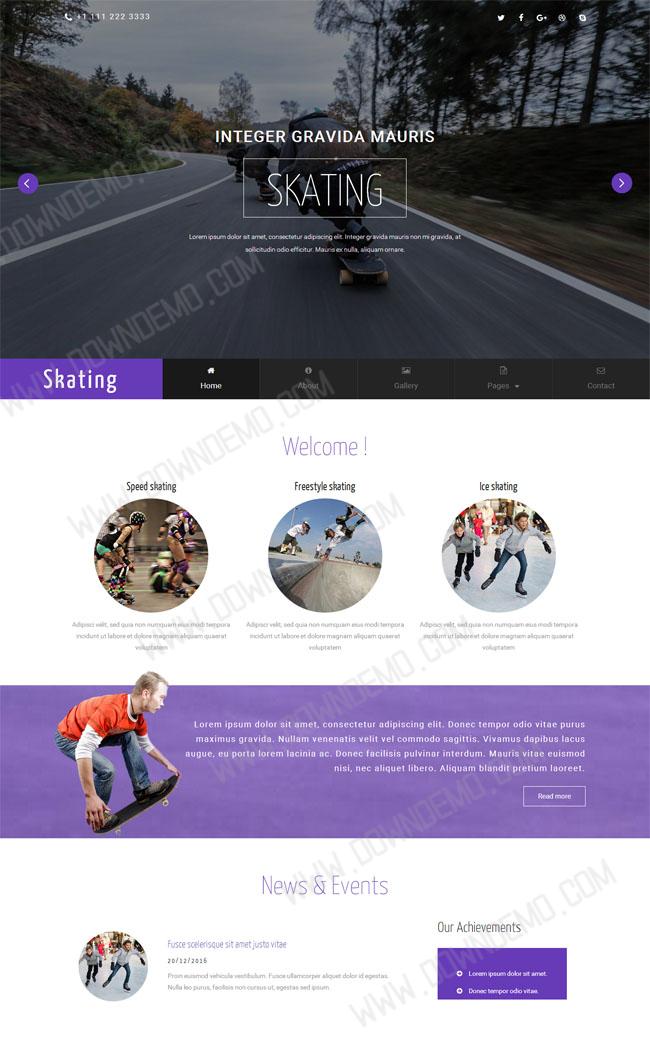 +1 111 222 3333
INTEGER GRAVIDA MAURIS
SKATING
Lorem ipsum dolor sit amet, consectetur adipiscing elit. Integer gravida mauris non mi gravida, at
sollicitudin odio efficitur. Mauris ex nulla, aliquam ornare.
Skating
Home
About
Gallery
Pages
Contact
Welcome !
Speed skating
Freestyle skating
Ice skating
Adipisci velit, sed quia non numquam eius modi tempora
incidunt ut labore et dolore magnam aliquam quaerat
voluptatem
Adipisci velit, sed quia non numquam eius modi tempora
incidunt ut labore et dolore magnam aliquam quaerat
voluptatem
Adipisci velit, sed quia non numquam eius modi tempora
incidunt ut labore et dolore magnam aliquam quaerat
voluptatem
Lorem ipsum dolor sit amet, consectetur adipiscing elit. Donec tempor odio vitae purus
maximus gravida. Nullam venenatis velit vel commodo sagittis. Vivamus dapibus lacus
augue, eu porta lorem lacinia ac. Donec facilisis pulvinar interdum. Mauris vitae euismod
nisi, nec aliquet libero. Aliquam blandit pretium laoreet.
Read more
News & Events
Fusce scelerisque sit amet justo vitae
20/12/2016
Proin euismod vehicula vestibulum. Fusce ullamcorper aliquet dolor id egestas.
Nulla leo purus, facilisis non cursus ut, egestas sed ipsum.
Our Achievements
Lorem ipsum dolor sit amet.
Donec tempor odio vitae.
WWW.DOWNDEMO.COM